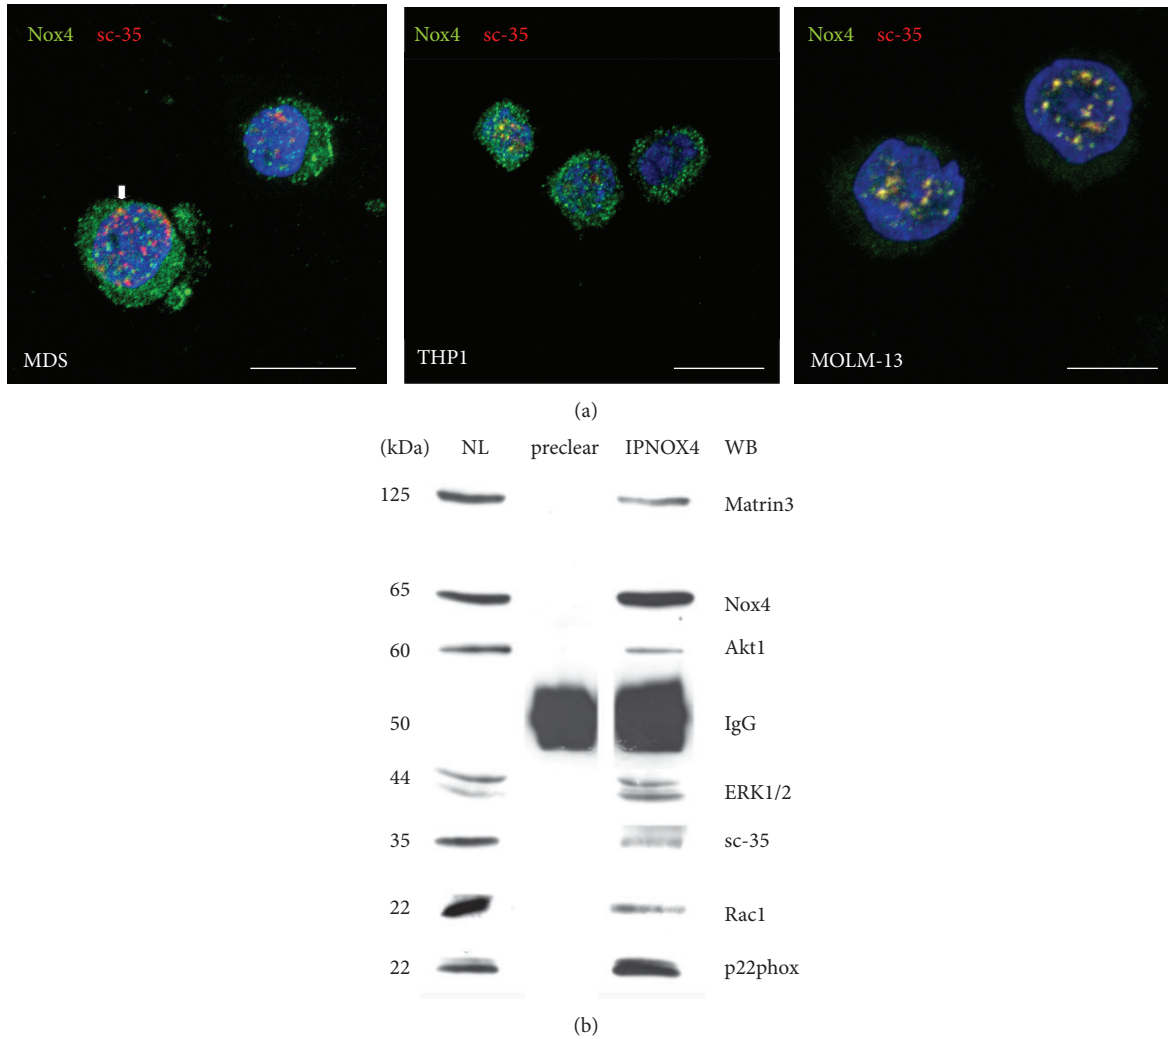 Nox4 sc-35 Nox4 sc-35 Nox4 sc-35
MDS THP1 MOLM-13
(a)
(kDa) NL preclear IPNOX4 WB
125 Matrin3
65 Nox4
60 Akt1
50 IgG
44 ERK1/2
35 sc-35
22 Rac1
22 p22phox
(b)